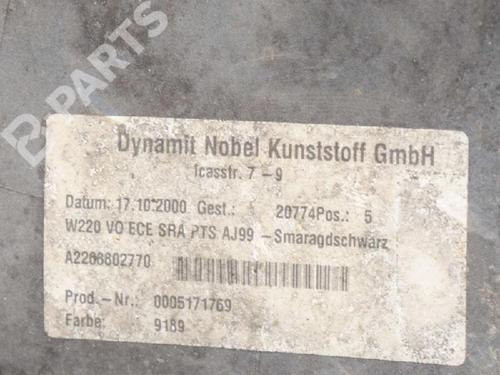 B-PARTS
Dynamit Nobel Kunststoff GmbH
Icasstr. 7-9
Datum: 17.10.2000 Gest.: 20774Pos.: 5
W220 VO ECE SRA PTS AJ99 -Smaragdschwarz
A2208802770
Prod.-Nr.: 0005171769
Farbe: 9189